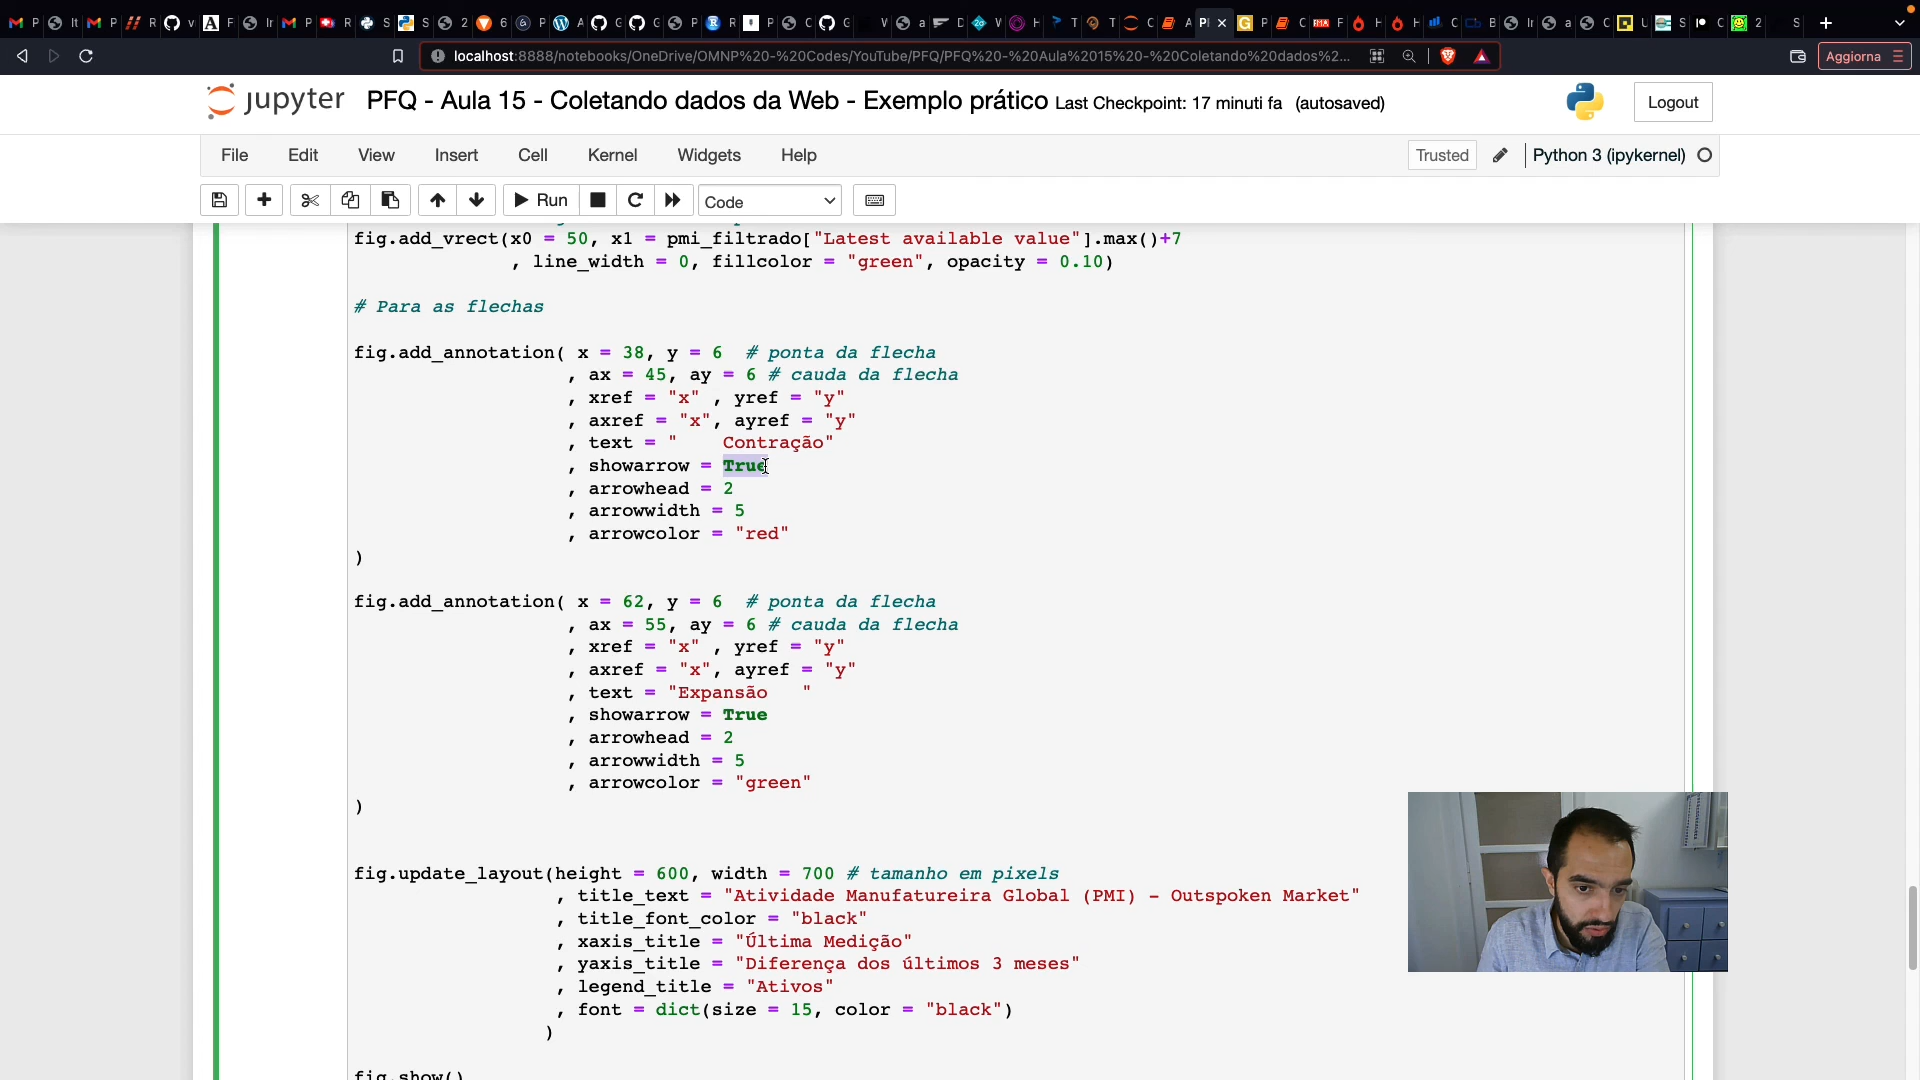 localhost:8888/notebooks/OneDrive/OMNP%20-%20Codes/YouTube/PFQ/PFQ%20-%20Aula%2015%20-%20Coletando%20dados%2...
Aggiorna
jupyter PFQ - Aula 15 - Coletando dados da Web - Exemplo prático Last Checkpoint: 17 minuti fa (autosaved)
Logout
File Edit View Insert Cell Kernel Widgets Help
Trusted
Python 3 (ipykernel)
Run
Code
fig.add_vrect(x0 = 50, x1 = pmi_filtrado["Latest available value"].max()+7
, line_width = 0, fillcolor = "green", opacity = 0.10)
# Para as flechas
fig.add_annotation( x = 38, y = 6 # ponta da flecha
, ax = 45, ay = 6 # cauda da flecha
, xref = "x" , yref = "y"
, axref = "x", ayref = "y"
, text = "    Contração"
, showarrow = True
, arrowhead = 2
, arrowwidth = 5
, arrowcolor = "red"
)
fig.add_annotation( x = 62, y = 6 # ponta da flecha
, ax = 55, ay = 6 # cauda da flecha
, xref = "x" , yref = "y"
, axref = "x", ayref = "y"
, text = "Expansão   "
, showarrow = True
, arrowhead = 2
, arrowwidth = 5
, arrowcolor = "green"
)
fig.update_layout(height = 600, width = 700 # tamanho em pixels
, title_text = "Atividade Manufatureira Global (PMI) - Outspoken Market"
, title_font_color = "black"
, xaxis_title = "Última Medição"
, yaxis_title = "Diferença dos últimos 3 meses"
, legend_title = "Ativos"
, font = dict(size = 15, color = "black")
)
fig.show()